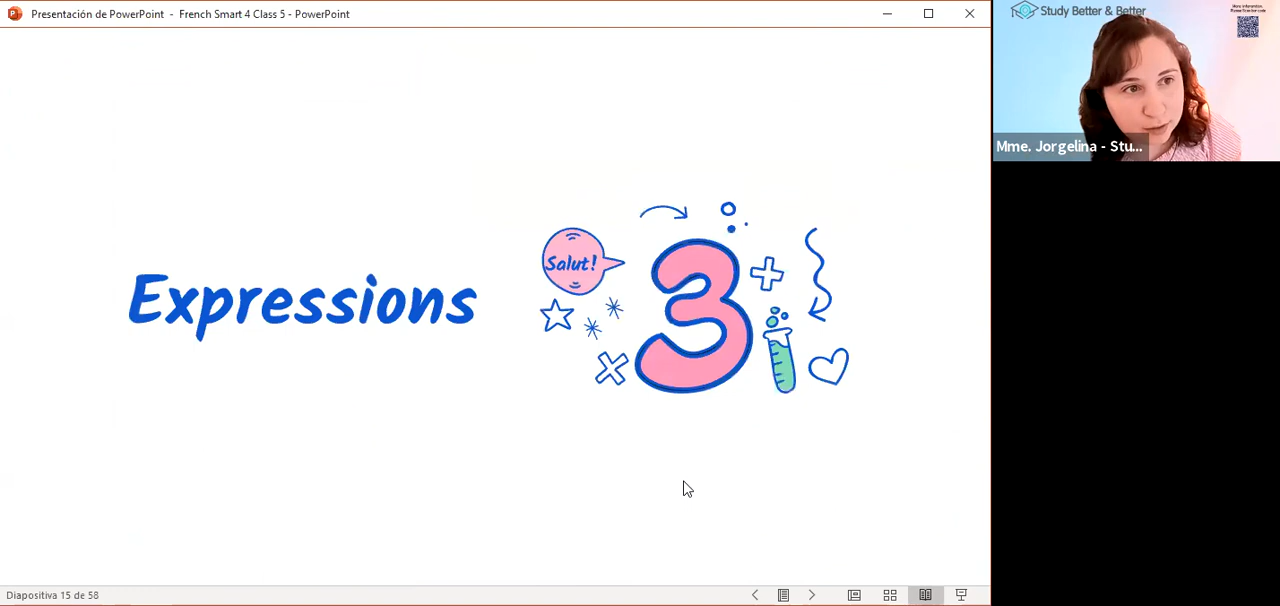 Presentación de PowerPoint - French Smart 4 Class 5 - PowerPoint
Study Better & Better
Mme. Jorgelina - Stu...
Salut!
3
Expressions
Diapositiva 15 de 58